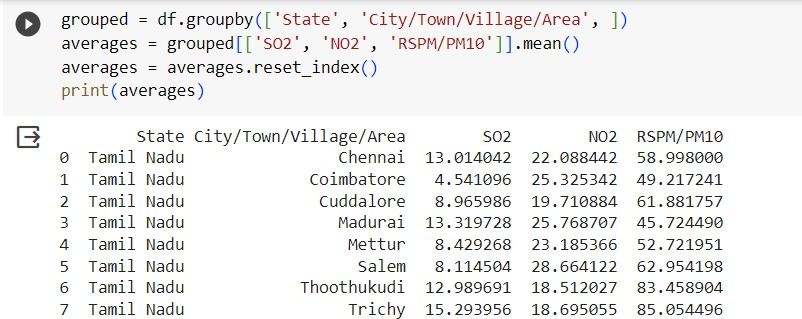 grouped = df.groupby(['State', 'City/Town/Village/Area', ])
averages = grouped[['SO2', 'NO2', 'RSPM/PM10']].mean()
averages = averages.reset_index()
print(averages)
State City/Town/Village/Area SO2 NO2 RSPM/PM10
0 Tamil Nadu Chennai 13.014042 22.088442 58.998000
1 Tamil Nadu Coimbatore 4.541096 25.325342 49.217241
2 Tamil Nadu Cuddalore 8.965986 19.710884 61.881757
3 Tamil Nadu Madurai 13.319728 25.768707 45.724490
4 Tamil Nadu Mettur 8.429268 23.185366 52.721951
5 Tamil Nadu Salem 8.114504 28.664122 62.954198
6 Tamil Nadu Thoothukudi 12.989691 18.512027 83.458904
7 Tamil Nadu Trichy 15.293956 18.695055 85.054496